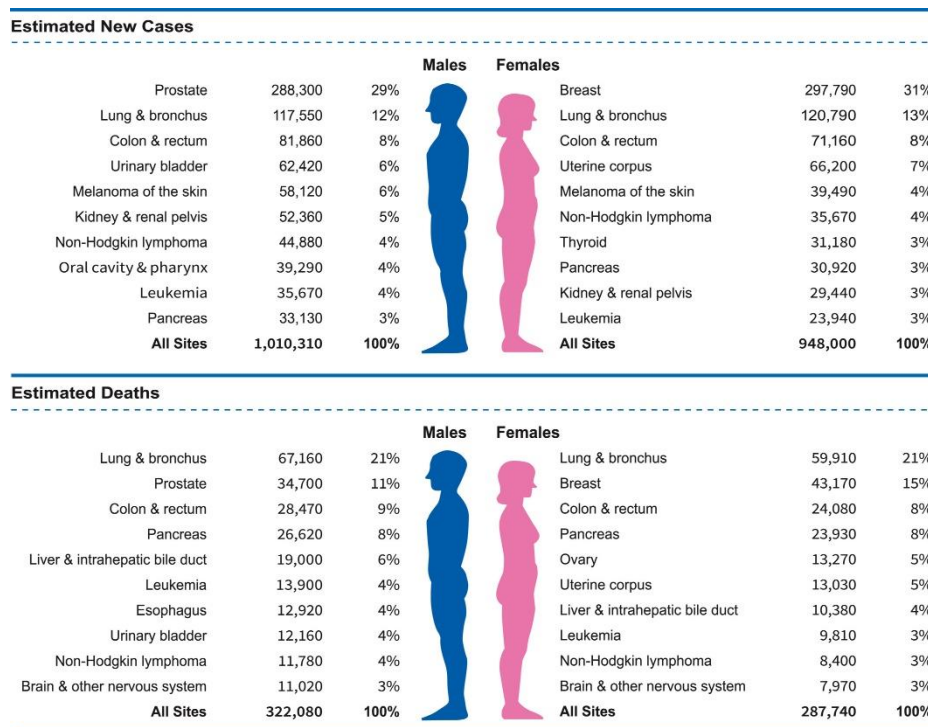 Estimated New Cases
Males Females
Prostate 288,300 29% Breast 297,790 31%
Lung & bronchus 117,550 12% Lung & bronchus 120,790 13%
Colon & rectum 81,860 8% Colon & rectum 71,160 8%
Urinary bladder 62,420 6% Uterine corpus 66,200 7%
Melanoma of the skin 58,120 6% Melanoma of the skin 39,490 4%
Kidney & renal pelvis 52,360 5% Non-Hodgkin lymphoma 35,670 4%
Non-Hodgkin lymphoma 44,880 4% Thyroid 31,180 3%
Oral cavity & pharynx 39,290 4% Pancreas 30,920 3%
Leukemia 35,670 4% Kidney & renal pelvis 29,440 3%
Pancreas 33,130 3% Leukemia 23,940 3%
All Sites 1,010,310 100% All Sites 948,000 100%
Estimated Deaths
Males Females
Lung & bronchus 67,160 21% Lung & bronchus 59,910 21%
Prostate 34,700 11% Breast 43,170 15%
Colon & rectum 28,470 9% Colon & rectum 24,080 8%
Pancreas 26,620 8% Pancreas 23,930 8%
Liver & intrahepatic bile duct 19,000 6% Ovary 13,270 5%
Leukemia 13,900 4% Uterine corpus 13,030 5%
Esophagus 12,920 4% Liver & intrahepatic bile duct 10,380 4%
Urinary bladder 12,160 4% Leukemia 9,810 3%
Non-Hodgkin lymphoma 11,780 4% Non-Hodgkin lymphoma 8,400 3%
Brain & other nervous system 11,020 3% Brain & other nervous system 7,970 3%
All Sites 322,080 100% All Sites 287,740 100%